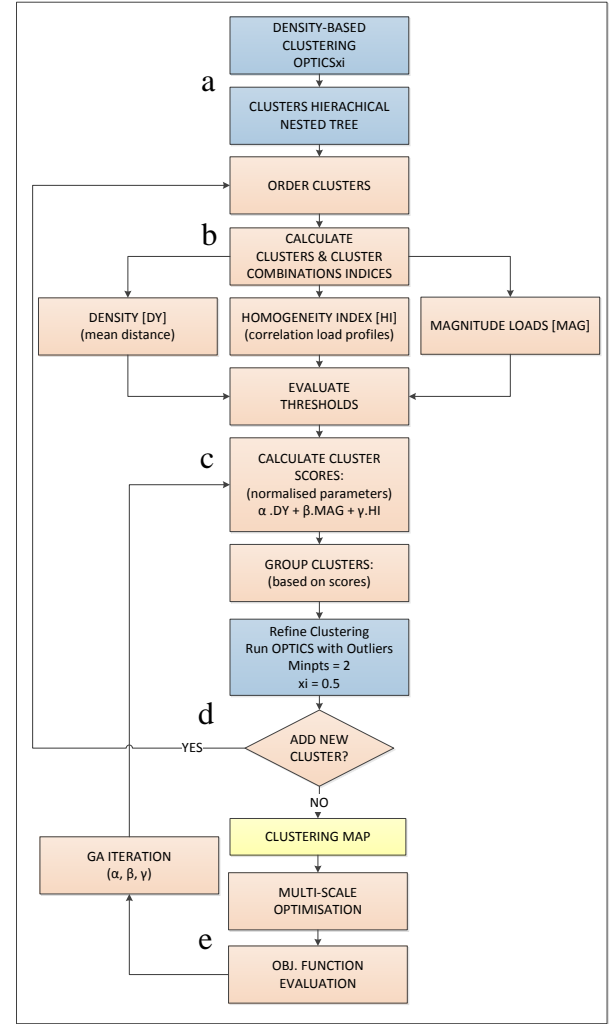 DENSITY-BASED
CLUSTERING
OPTICSxi
a
CLUSTERS HIERACHICAL
NESTED TREE
ORDER CLUSTERS
b
CALCULATE
CLUSTERS & CLUSTER
COMBINATIONS INDICES
DENSITY [DY]
(mean distance)
HOMOGENEITY INDEX [HI]
(correlation load profiles)
MAGNITUDE LOADS [MAG]
EVALUATE
THRESHOLDS
c
CALCULATE CLUSTER
SCORES:
(normalised parameters)
α .DY + β.MAG + γ.HI
GROUP CLUSTERS:
(based on scores)
Refine Clustering
Run OPTICS with Outliers
Minpts = 2
xi = 0.5
d
ADD NEW
CLUSTER?
YES
NO
CLUSTERING MAP
GA ITERATION
(α, β, γ)
MULTI-SCALE
OPTIMISATION
e
OBJ. FUNCTION
EVALUATION